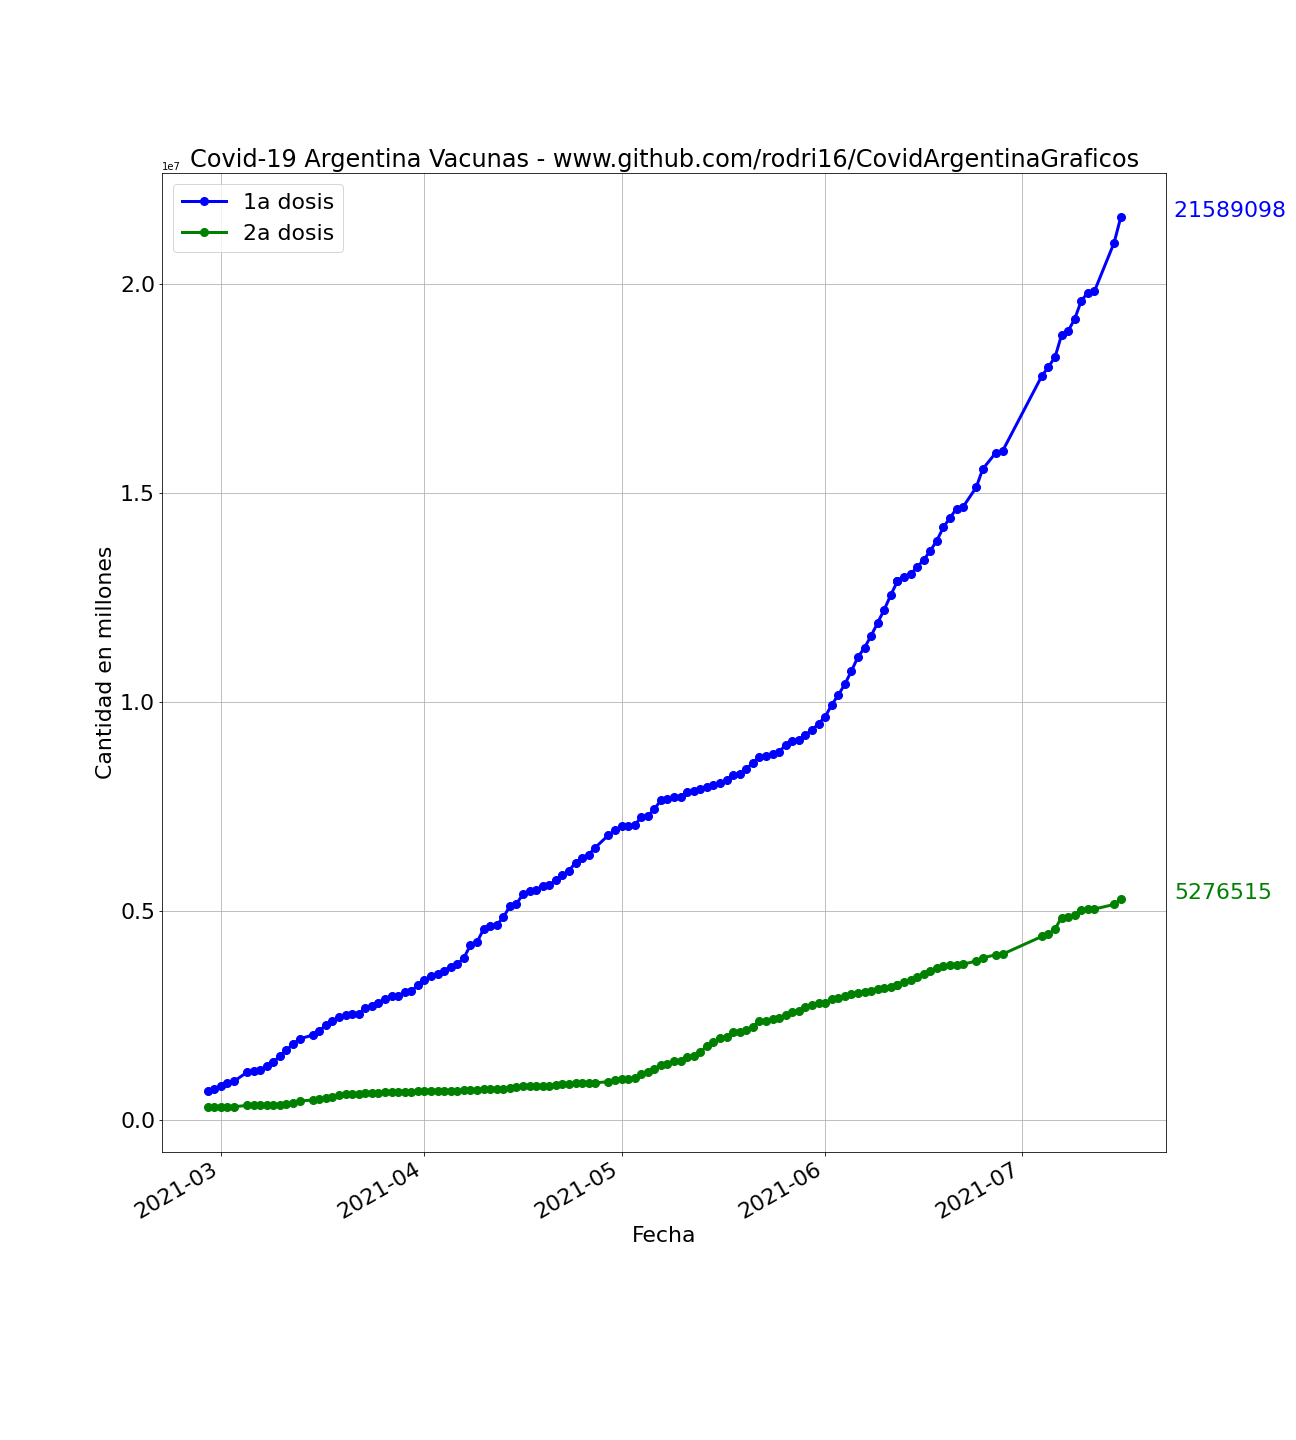 Covid-19 Argentina Vacunas - www.github.com/rodri16/CovidArgentinaGraficos
1e7
1a dosis
2a dosis
21589098
5276515
2.0
1.5
1.0
0.5
0.0
Cantidad en millones
2021-03
2021-04
2021-05
2021-06
2021-07
Fecha